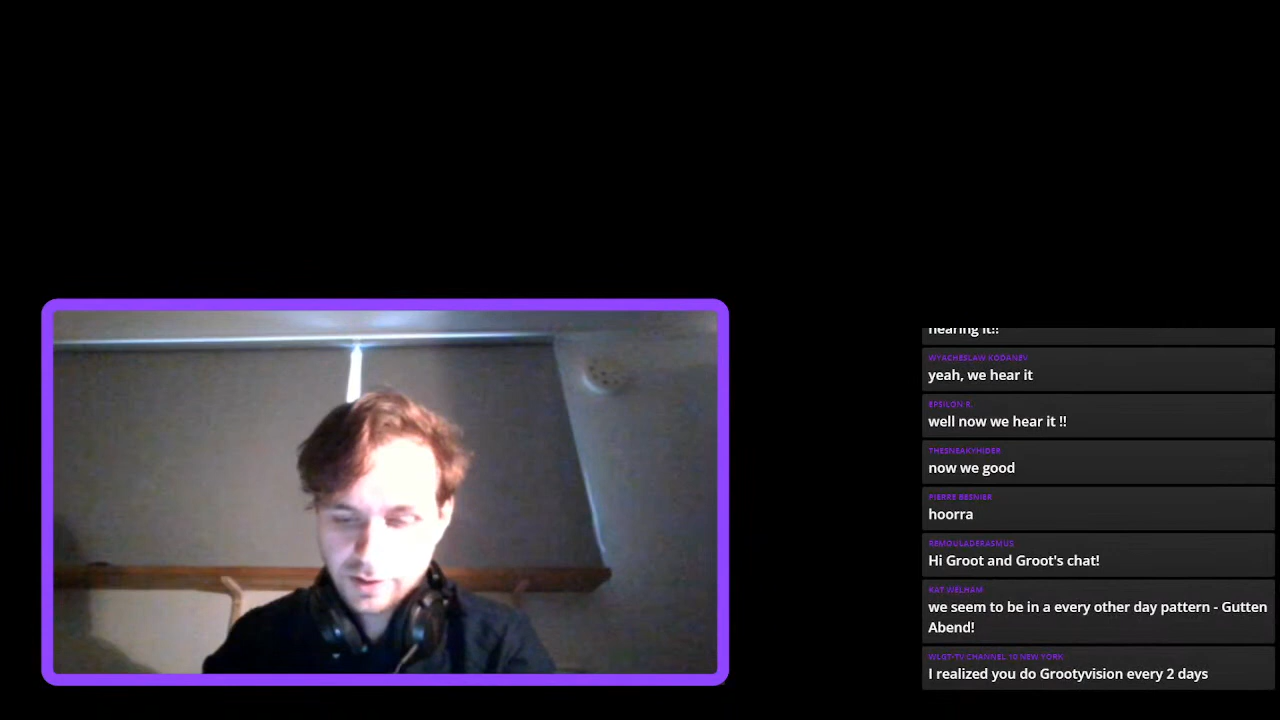 hearing it!!
WYACHESLAW KODANEV
yeah, we hear it
EPSILON R.
well now we hear it !!
THESNEAKYHIDER
now we good
PIERRE BESNIER
hoorra
REMOULADERASMUS
Hi Groot and Groot's chat!
KAT WELHAM
we seem to be in a every other day pattern - Gutten
Abend!
WLGT-TV CHANNEL 10 NEW YORK
I realized you do Grootyvision every 2 days